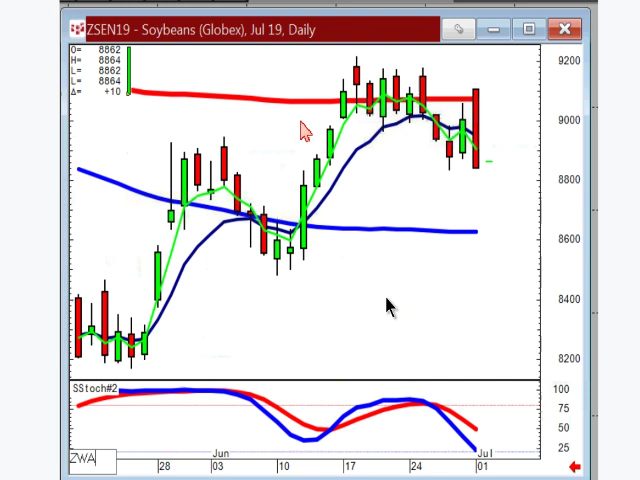 ZSEN19 - Soybeans (Globex), Jul 19, Daily
O= 8862
H= 8864
L= 8862
L= 8864
Δ= +10
9200
9000
8800
8600
8400
8200
SStoch#2
100
75
50
25
ZWA
Jun
Jul
28
03
10
17
24
01